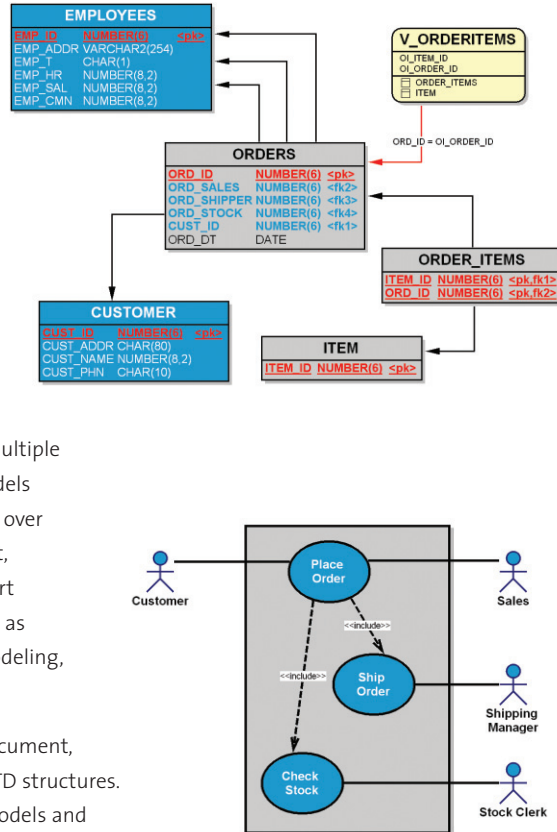 EMPLOYEES
EMP_ID NUMBER(6) <pk>
EMP_ADDR VARCHAR2(254)
EMP_T CHAR(1)
EMP_HR NUMBER(8,2)
EMP_SAL NUMBER(8,2)
EMP_CMN NUMBER(8,2)
V_ORDERITEMS
OI_ITEM_ID
OI_ORDER_ID
ORDER_ITEMS
ITEM
ORD_ID = OI_ORDER_ID
ORDERS
ORD_ID NUMBER(6) <pk>
ORD_SALES NUMBER(6) <fk2>
ORD_SHIPPER NUMBER(6) <fk3>
ORD_STOCK NUMBER(6) <fk4>
CUST_ID NUMBER(6) <fk1>
ORD_DT DATE
ORDER_ITEMS
ITEM_ID NUMBER(6) <pk,fk1>
ORD_ID NUMBER(6) <pk,fk2>
CUSTOMER
CUST_ID NUMBER(6) <pk>
CUST_ADDR CHAR(80)
CUST_NAME NUMBER(8,2)
CUST_PHN CHAR(10)
ITEM
ITEM_ID NUMBER(6) <pk>
ultiple
dels
over
t,
rt
as
deling,
cument,
TD structures.
odels and
Place
Order
Customer
Sales
<<include>>
<<include>>
Ship
Order
Shipping
Manager
Check
Stock
Stock Clerk